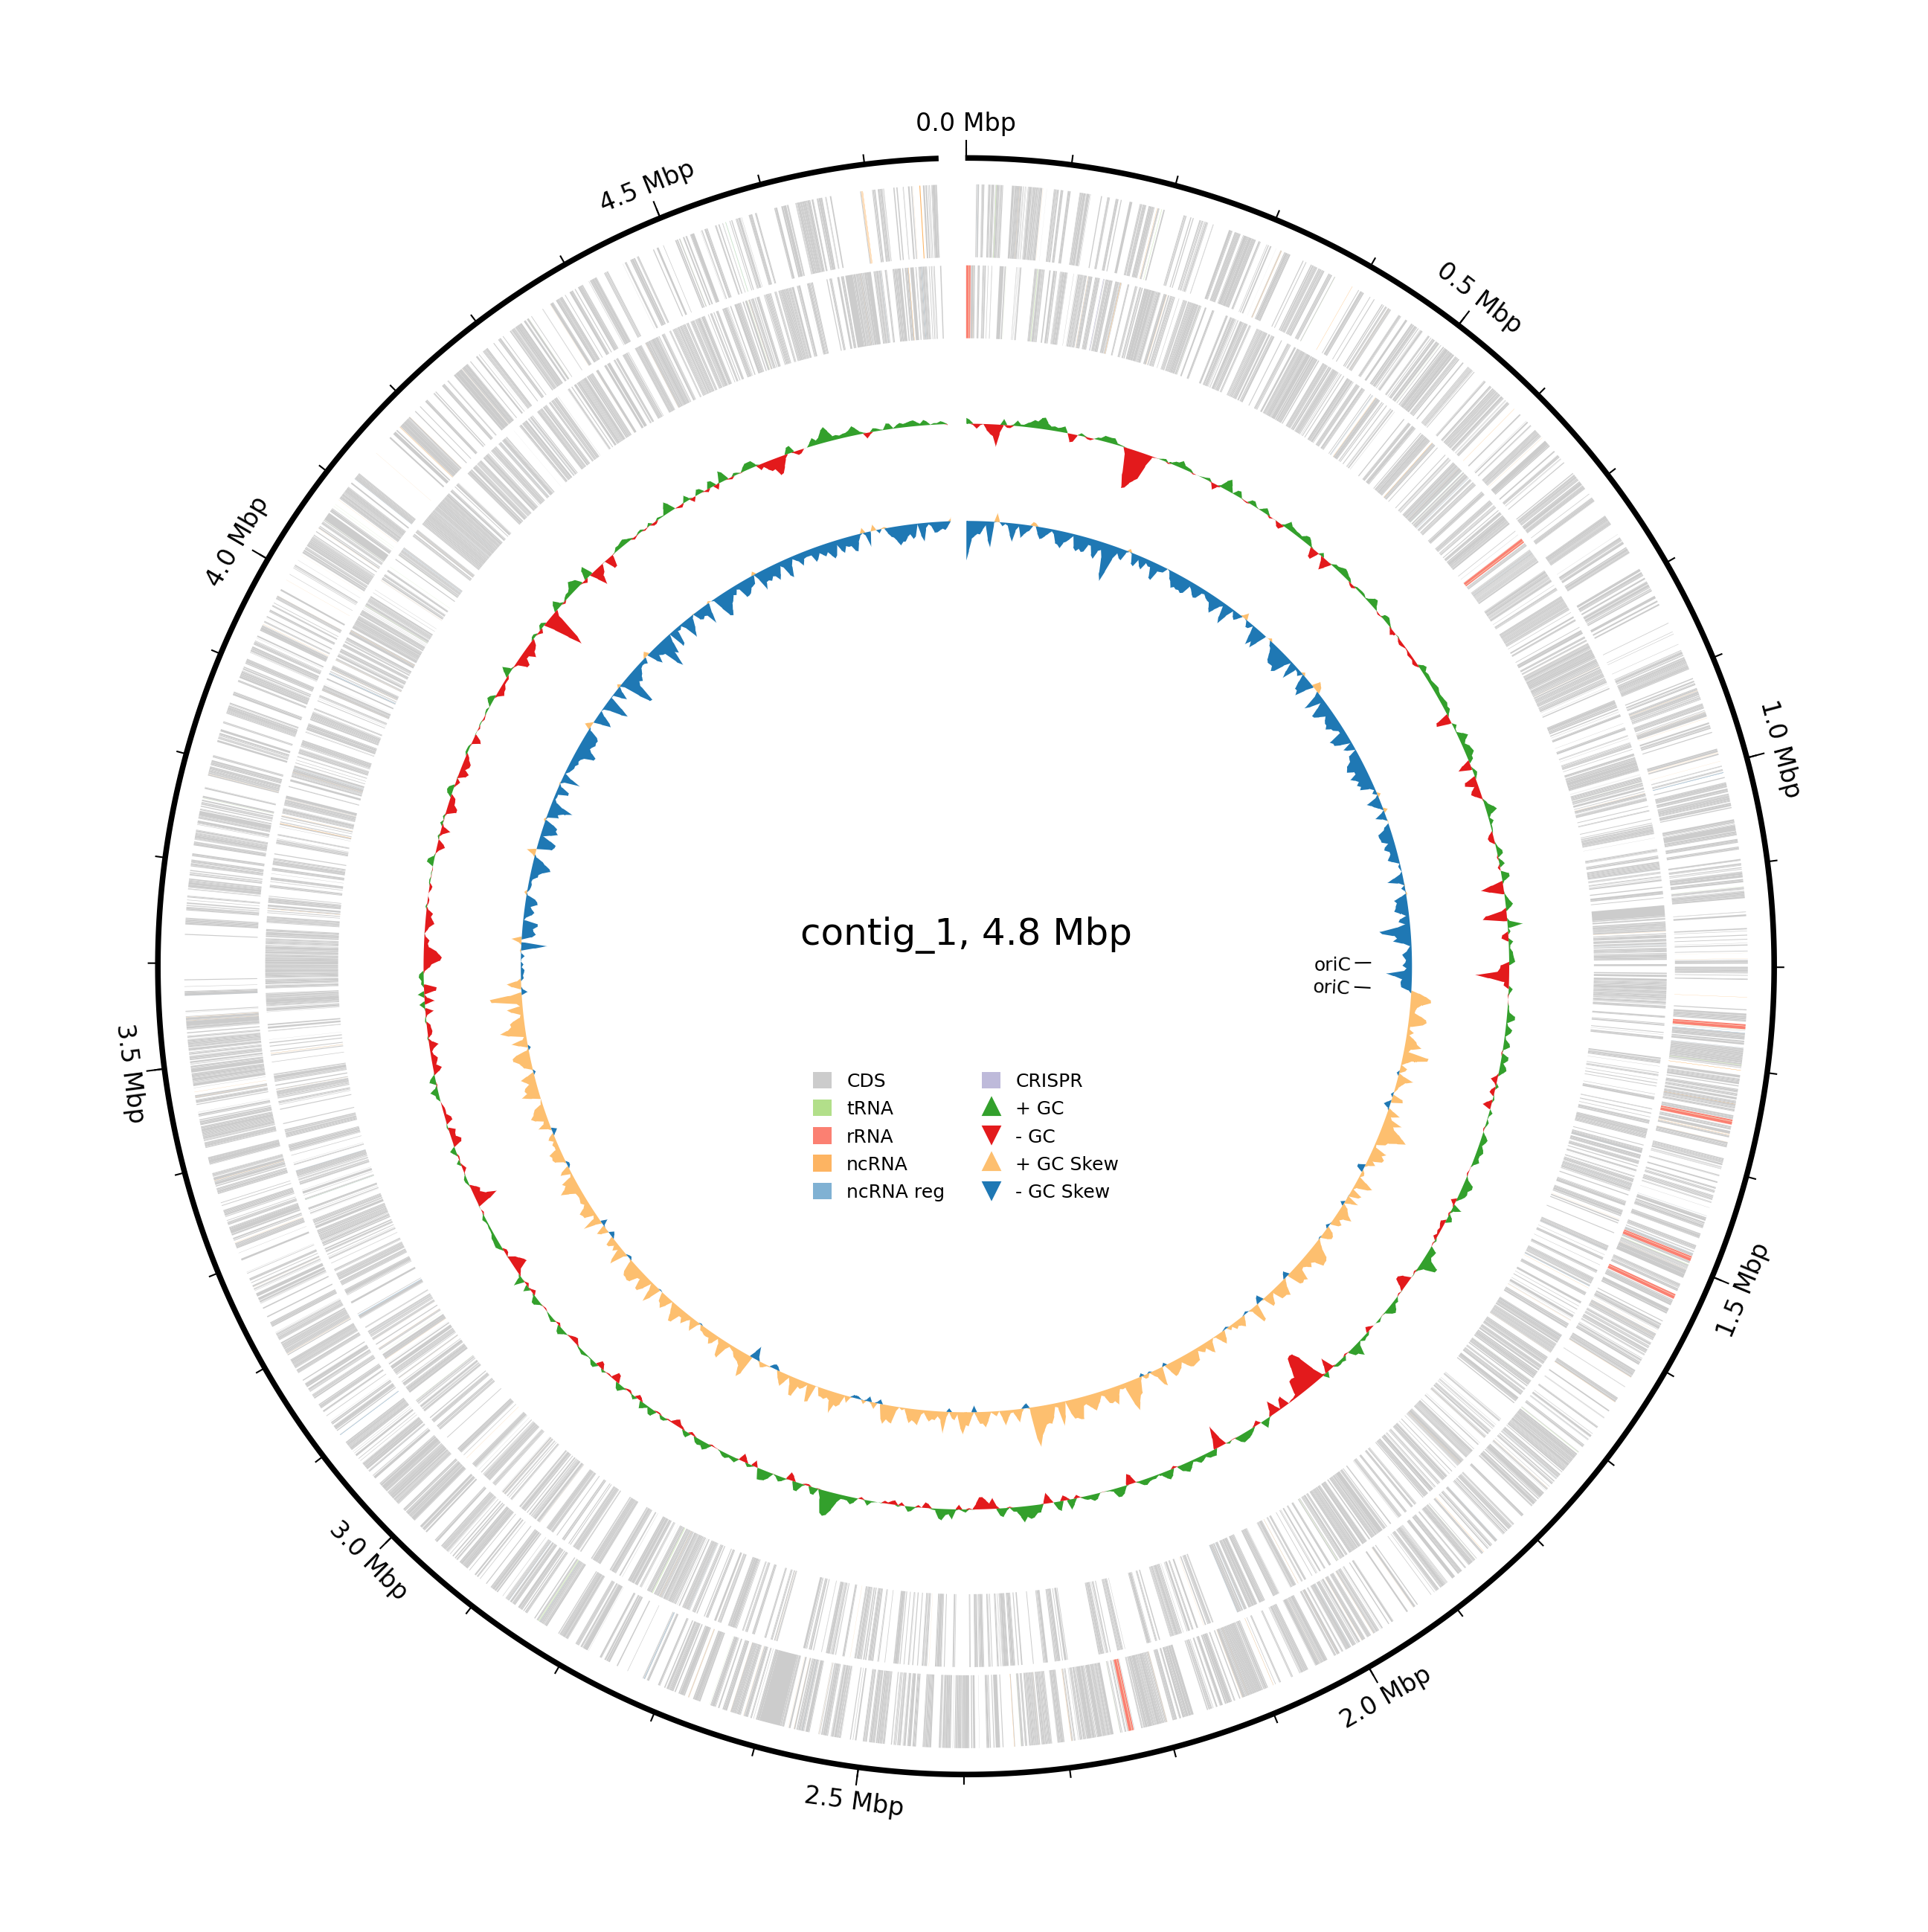 0.0 Mbp
4.5 Mbp
0.5 Mbp
4.0 Mbp
1.0 Mbp
contig_1, 4.8 Mbp
oriC
oriC
3.5 Mbp
CDS
tRNA
rRNA
ncRNA
ncRNA reg
CRISPR
+ GC
- GC
+ GC Skew
- GC Skew
1.5 Mbp
3.0 Mbp
2.0 Mbp
2.5 Mbp